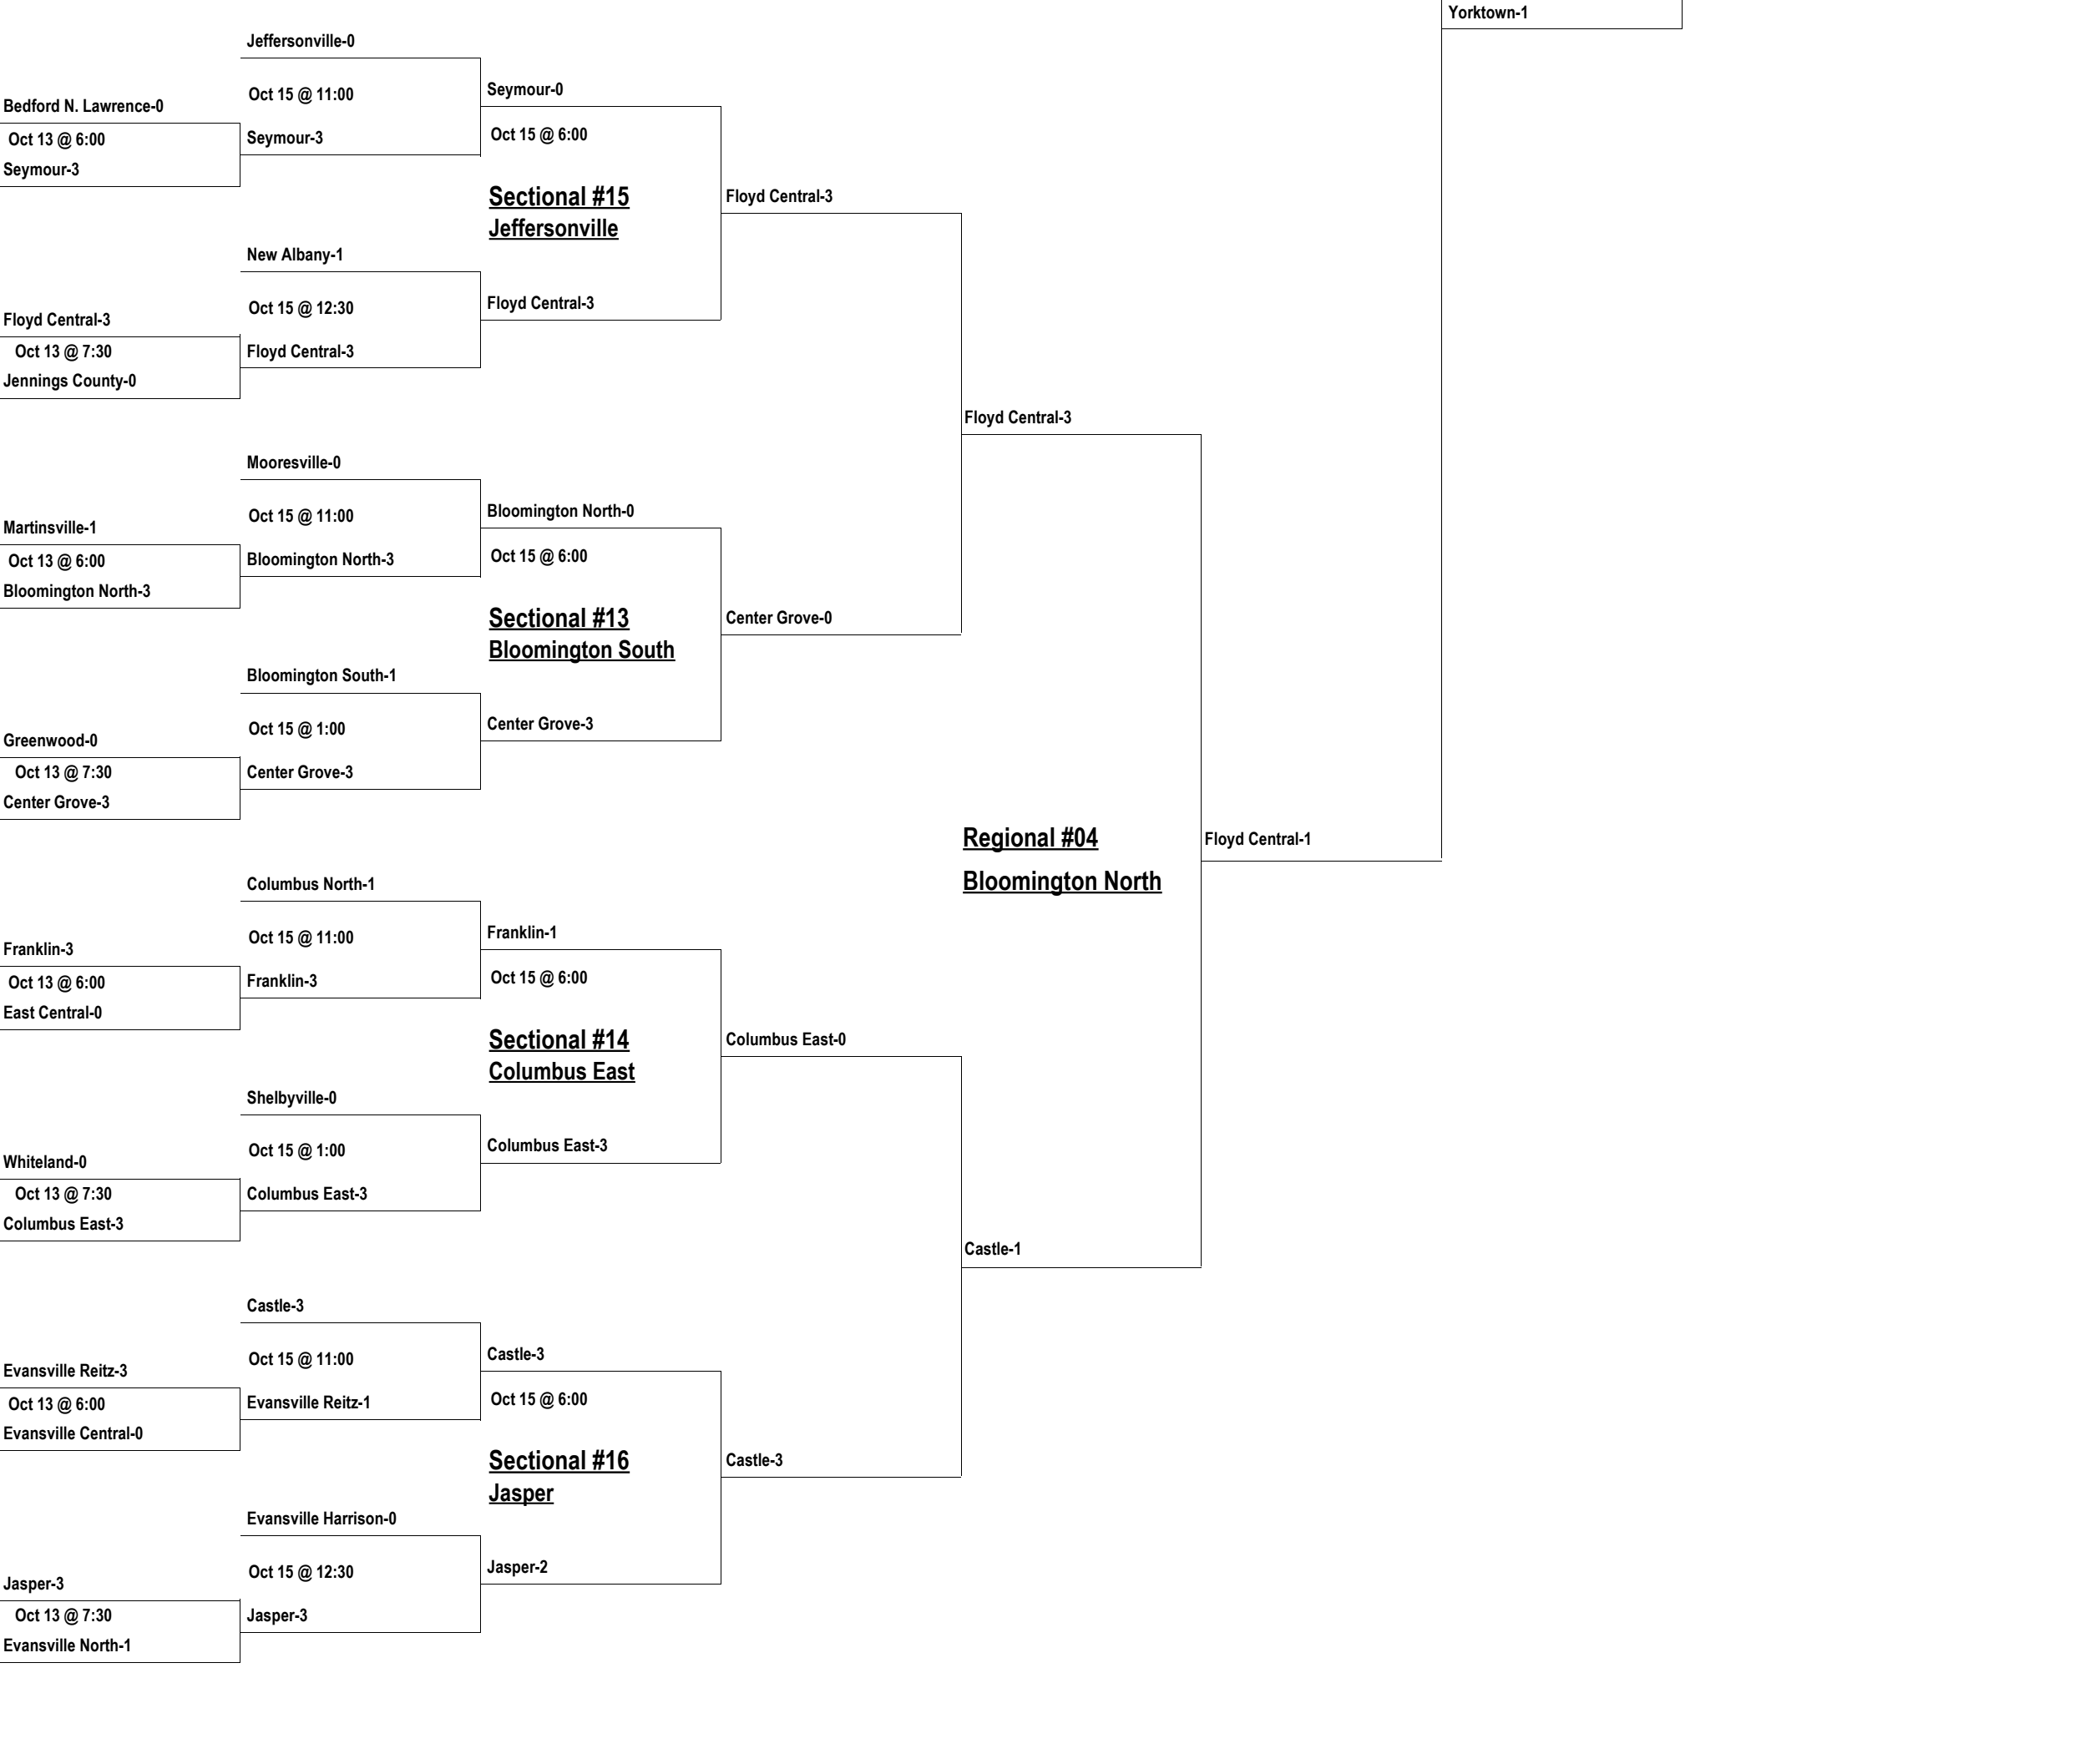 Yorktown-1
Jeffersonville-0
Seymour-0
Oct 15 @ 11:00
Bedford N. Lawrence-0
Oct 15 @ 6:00
Oct 13 @ 6:00
Seymour-3
Seymour-3
Sectional #15
Floyd Central-3
Jeffersonville
New Albany-1
Floyd Central-3
Oct 15 @ 12:30
Floyd Central-3
Oct 13 @ 7:30
Floyd Central-3
Jennings County-0
Floyd Central-3
Mooresville-0
Bloomington North-0
Oct 15 @ 11:00
Martinsville-1
Oct 15 @ 6:00
Oct 13 @ 6:00
Bloomington North-3
Bloomington North-3
Sectional #13
Center Grove-0
Bloomington South
Bloomington South-1
Center Grove-3
Oct 15 @ 1:00
Greenwood-0
Oct 13 @ 7:30
Center Grove-3
Center Grove-3
Regional #04
Floyd Central-1
Bloomington North
Columbus North-1
Franklin-1
Oct 15 @ 11:00
Franklin-3
Oct 15 @ 6:00
Oct 13 @ 6:00
Franklin-3
East Central-0
Sectional #14
Columbus East-0
Columbus East
Shelbyville-0
Columbus East-3
Oct 15 @ 1:00
Whiteland-0
Oct 13 @ 7:30
Columbus East-3
Columbus East-3
Castle-1
Castle-3
Castle-3
Oct 15 @ 11:00
Evansville Reitz-3
Oct 15 @ 6:00
Oct 13 @ 6:00
Evansville Reitz-1
Evansville Central-0
Sectional #16
Castle-3
Jasper
Evansville Harrison-0
Jasper-2
Oct 15 @ 12:30
Jasper-3
Oct 13 @ 7:30
Jasper-3
Evansville North-1